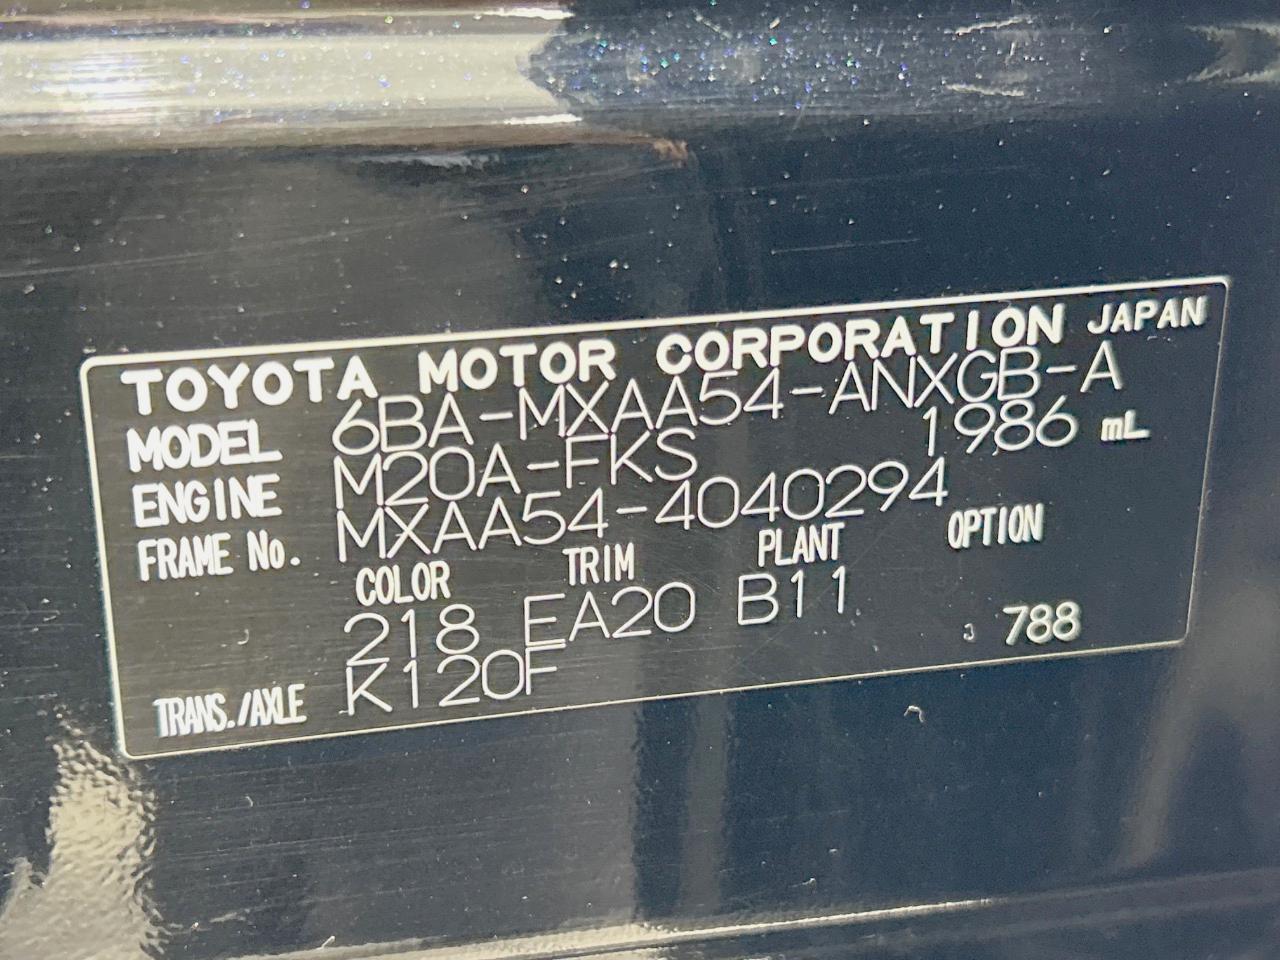 TOYOTA MOTOR CORPORATION JAPAN
MODEL 6BA-MXAA54-ANXGB-A
ENGINE M20A-FKS 1986 mL
FRAME No. MXAA54-4040294
COLOR TRIM PLANT OPTION
218 EA20 B11
TRANS./AXLE K120F 788